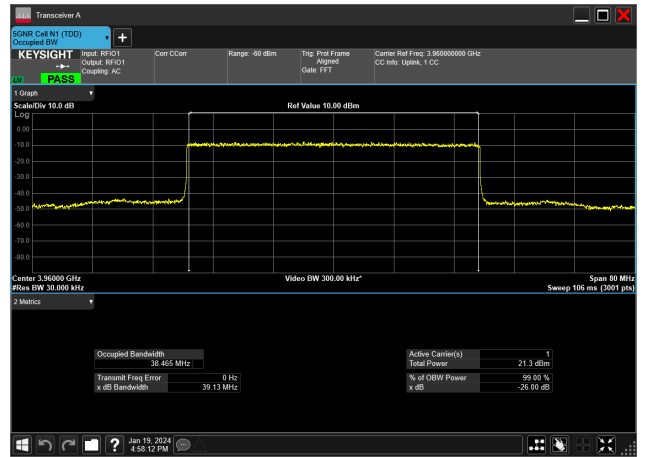 Transceiver A
5GNR Cell N1 (TDD)
Occupied BW
KEYSIGHT
LV
PASS
Input: RFIO1
Output: RFIO1
Coupling: AC
Corr CCorr
Range: -60 dBm
Trig: Prot Frame
Aligned
Gate: FFT
Carrier Ref Freq: 3.960000000 GHz
CC Info: Uplink, 1 CC
1 Graph
Scale/Div 10.0 dB
Ref Value 10.00 dBm
Log
0.00
-10.0
-20.0
-30.0
-40.0
-50.0
-60.0
-70.0
-80.0
Center 3.96000 GHz
Video BW 300.00 kHz*
Span 80 MHz
#Res BW 30.000 kHz
Sweep 106 ms (3001 pts)
2 Metrics
Occupied Bandwidth
38.465 MHz
Active Carrier(s) 1
Total Power 21.3 dBm
Transmit Freq Error 0 Hz
x dB Bandwidth 39.13 MHz
% of OBW Power 99.00 %
x dB -26.00 dB
Jan 19, 2024
4:58:12 PM